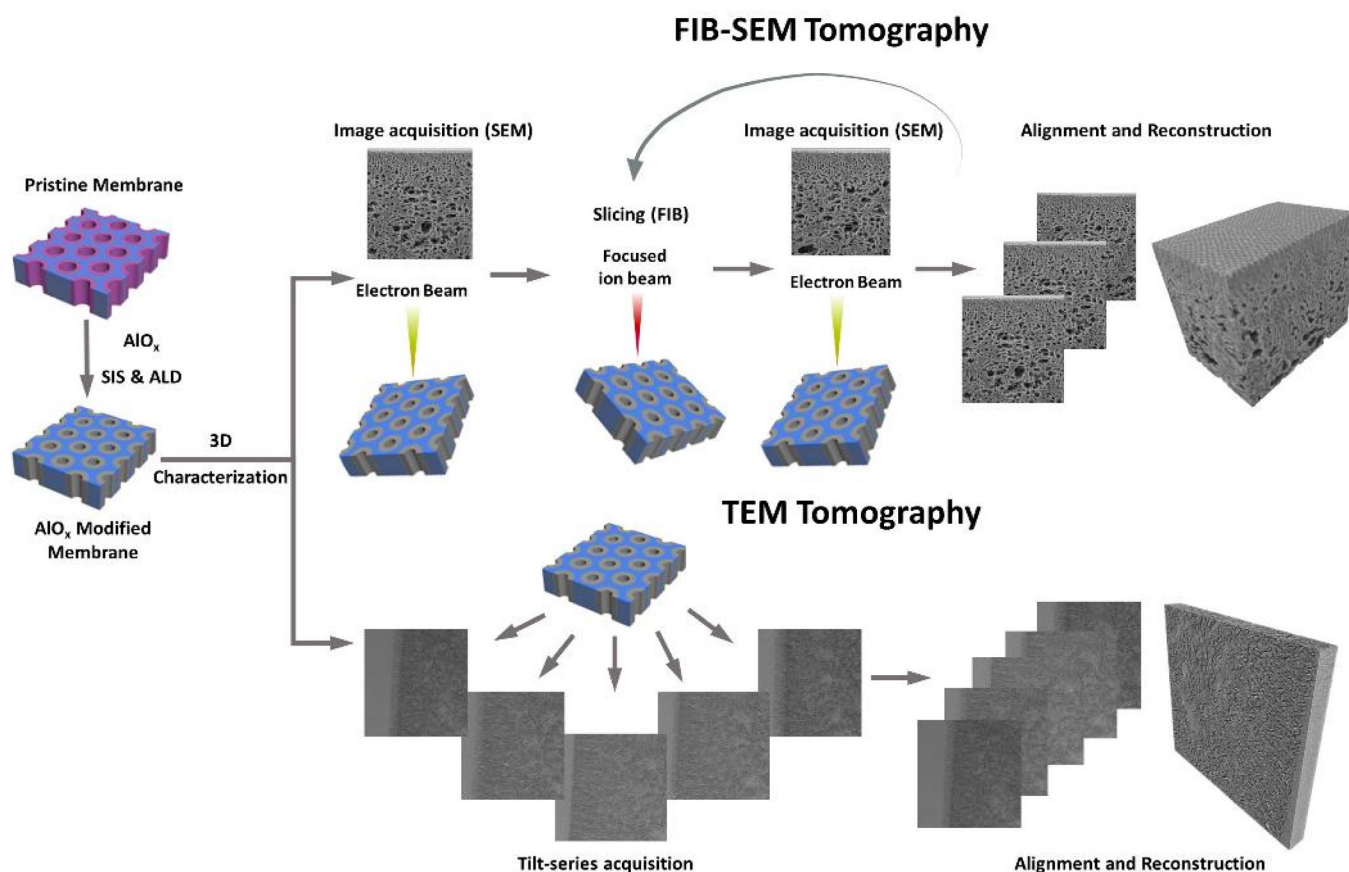 FIB-SEM Tomography
Image acquisition (SEM)
Image acquisition (SEM)
Alignment and Reconstruction
Pristine Membrane
Slicing (FIB)
Focused
ion beam
Electron Beam
Electron Beam
AlOₓ
SIS & ALD
3D
Characterization
AlOₓ Modified
Membrane
TEM Tomography
Tilt-series acquisition
Alignment and Reconstruction